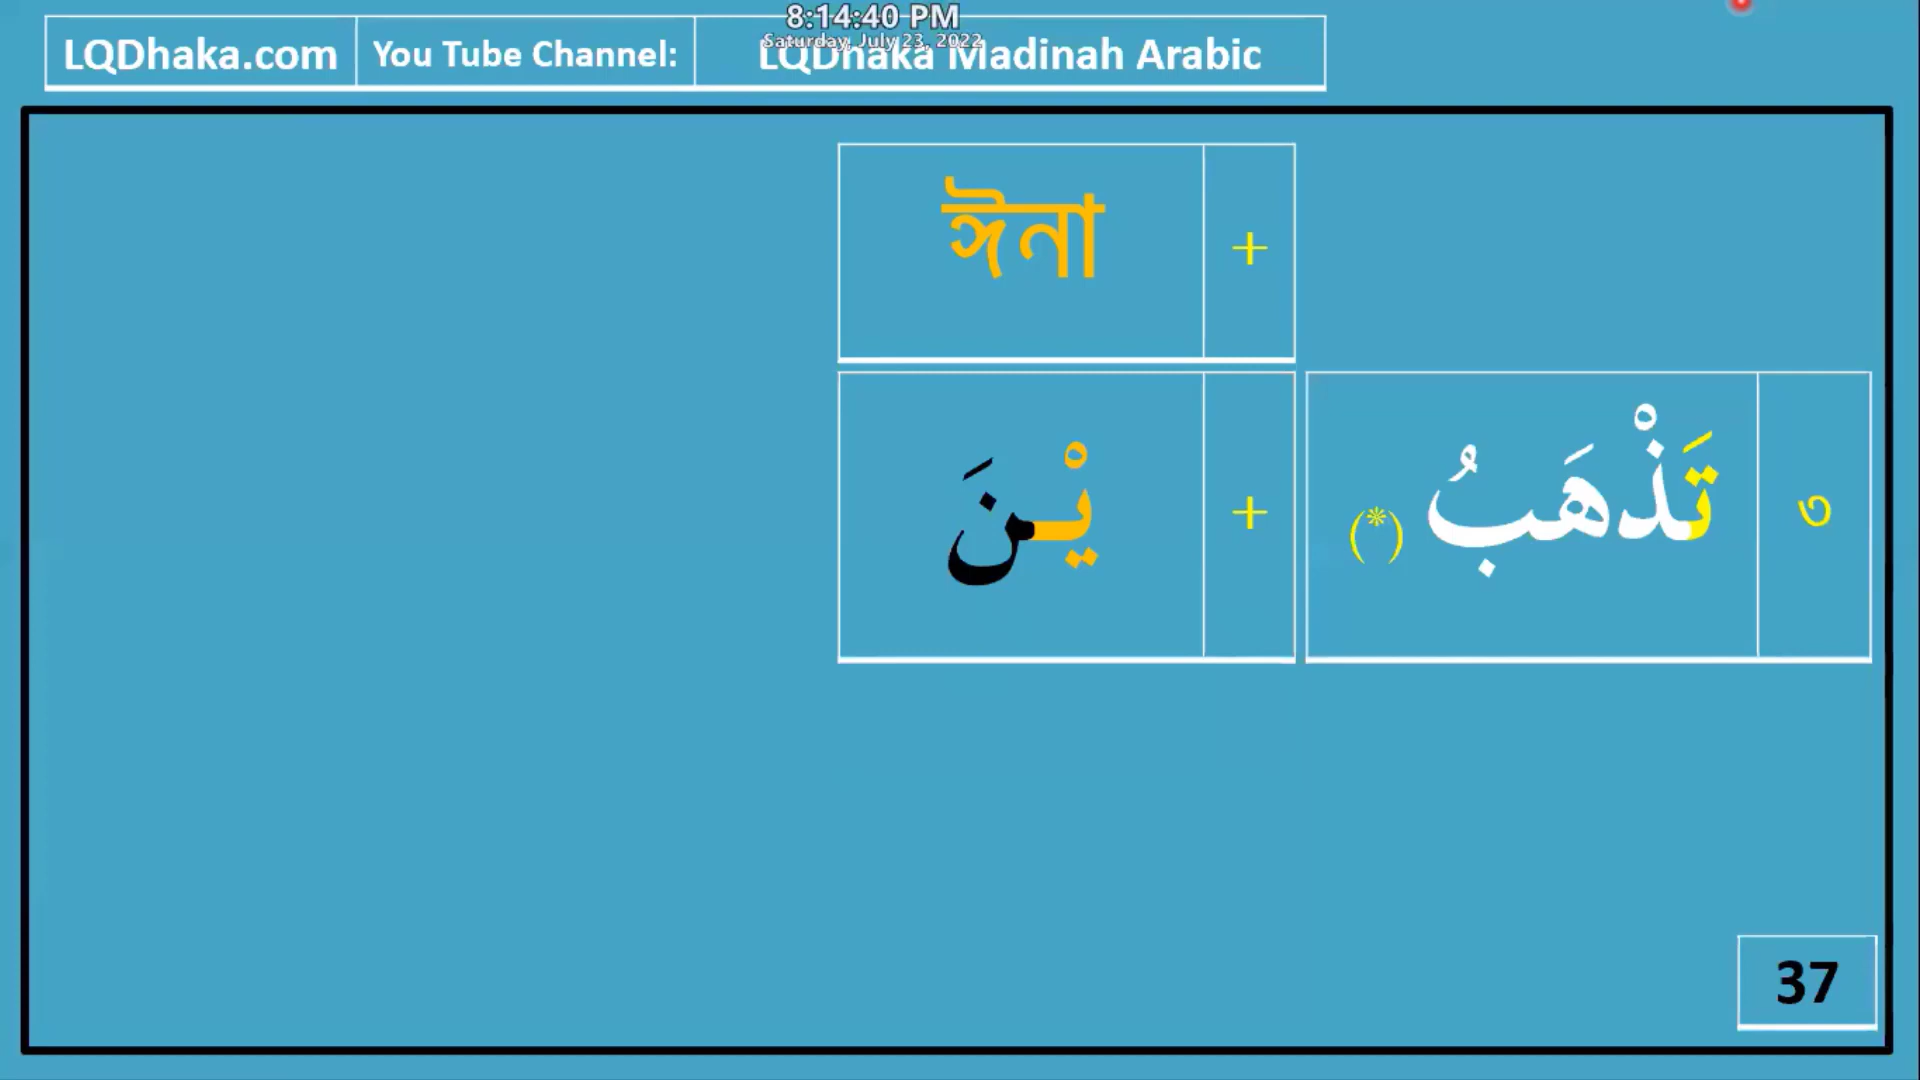 8:14:40 PM
Saturday, July 23, 2022
LQDhaka.com You Tube Channel: LQDhaka Madinah Arabic
ঈনা +
৩ تَذْهَبُ (*) + يْنَ
37